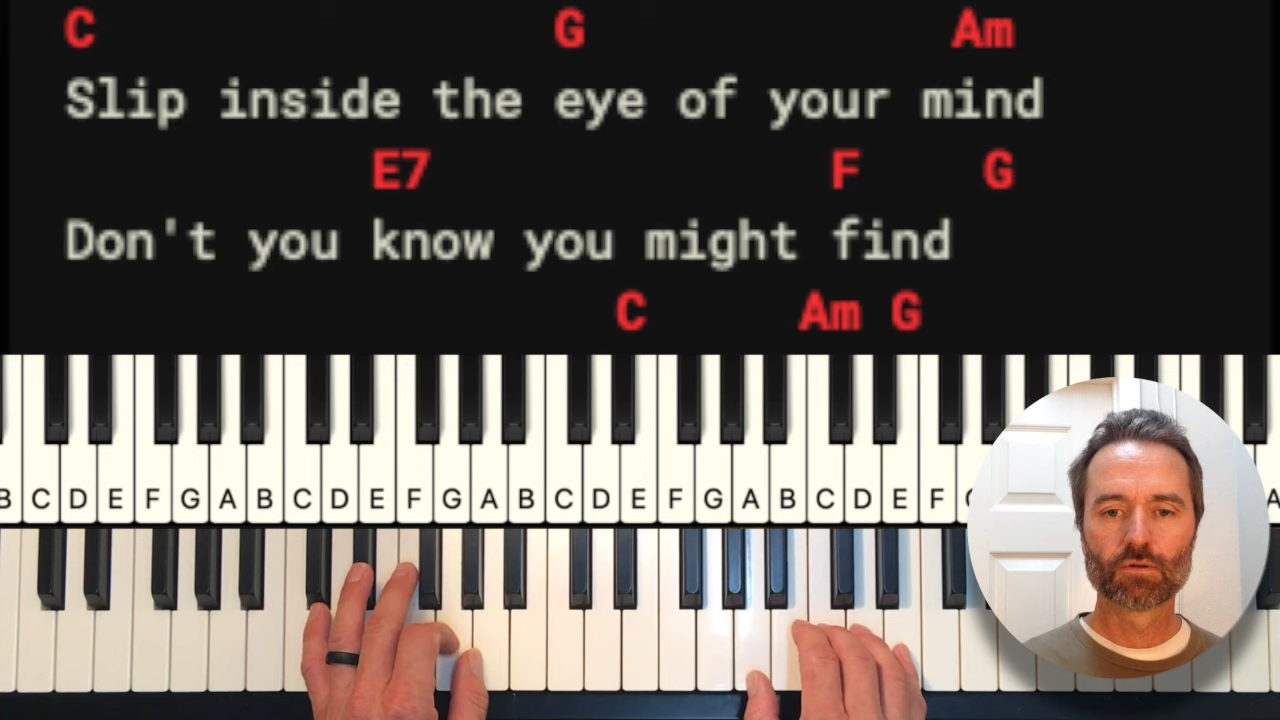 C G Am
Slip inside the eye of your mind
E7 F G
Don't you know you might find
C Am G
B C D E F G A B C D E F G A B C D E F G A B C D E F G A